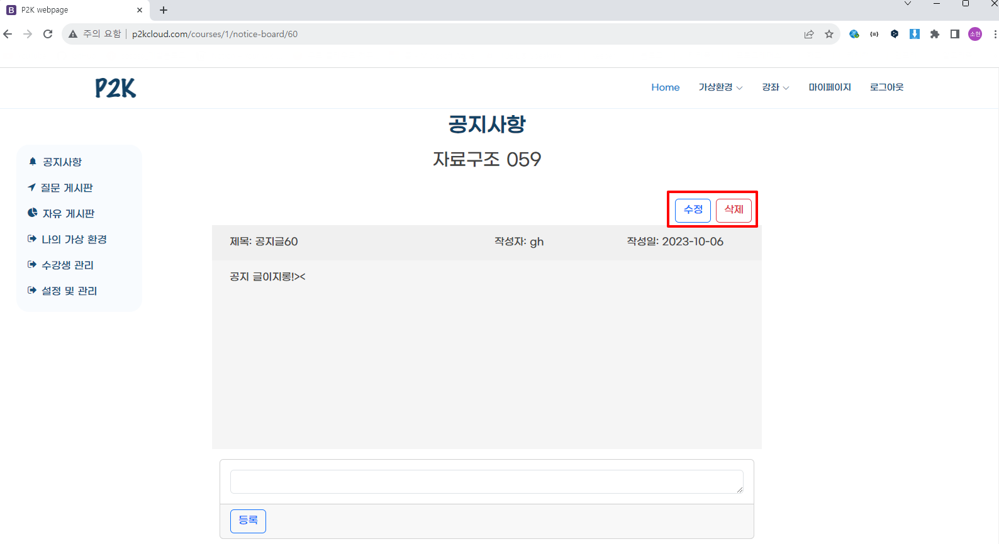 P2K webpage
주의 요함 p2kcloud.com/courses/1/notice-board/60
소현
P2K
Home 가상환경 강좌 마이페이지 로그아웃
공지사항
자료구조 059
공지사항
질문 게시판
자유 게시판
나의 가상 환경
수강생 관리
설정 및 관리
수정 삭제
제목: 공지글60 작성자: gh 작성일: 2023-10-06
공지 글이지롱!><
등록